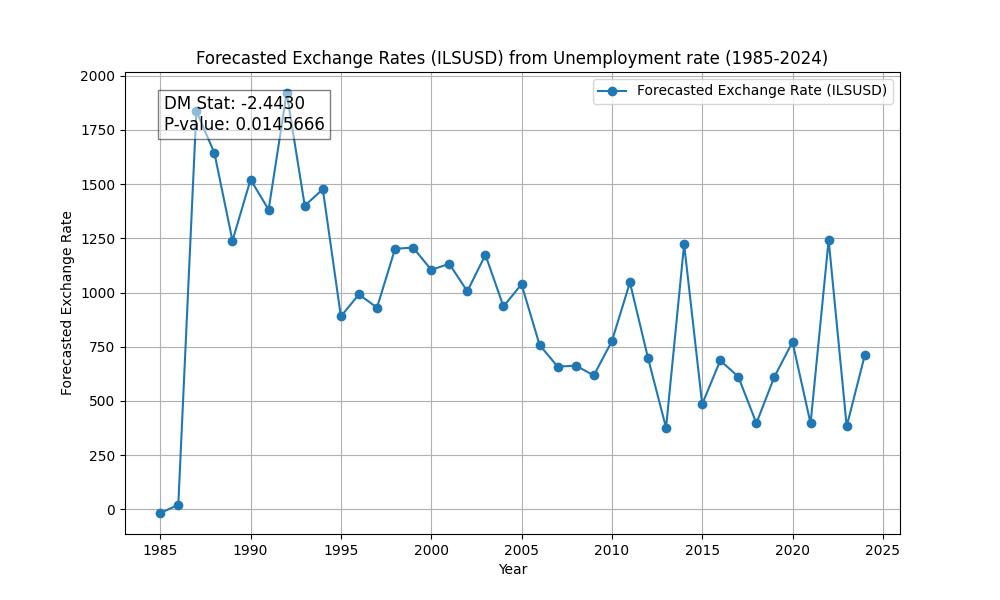 Forecasted Exchange Rates (ILSUSD) from Unemployment rate (1985-2024)
DM Stat: -2.4430
P-value: 0.0145666
Forecasted Exchange Rate (ILSUSD)
Forecasted Exchange Rate
2000
1750
1500
1250
1000
750
500
250
0
1985 1990 1995 2000 2005 2010 2015 2020 2025
Year